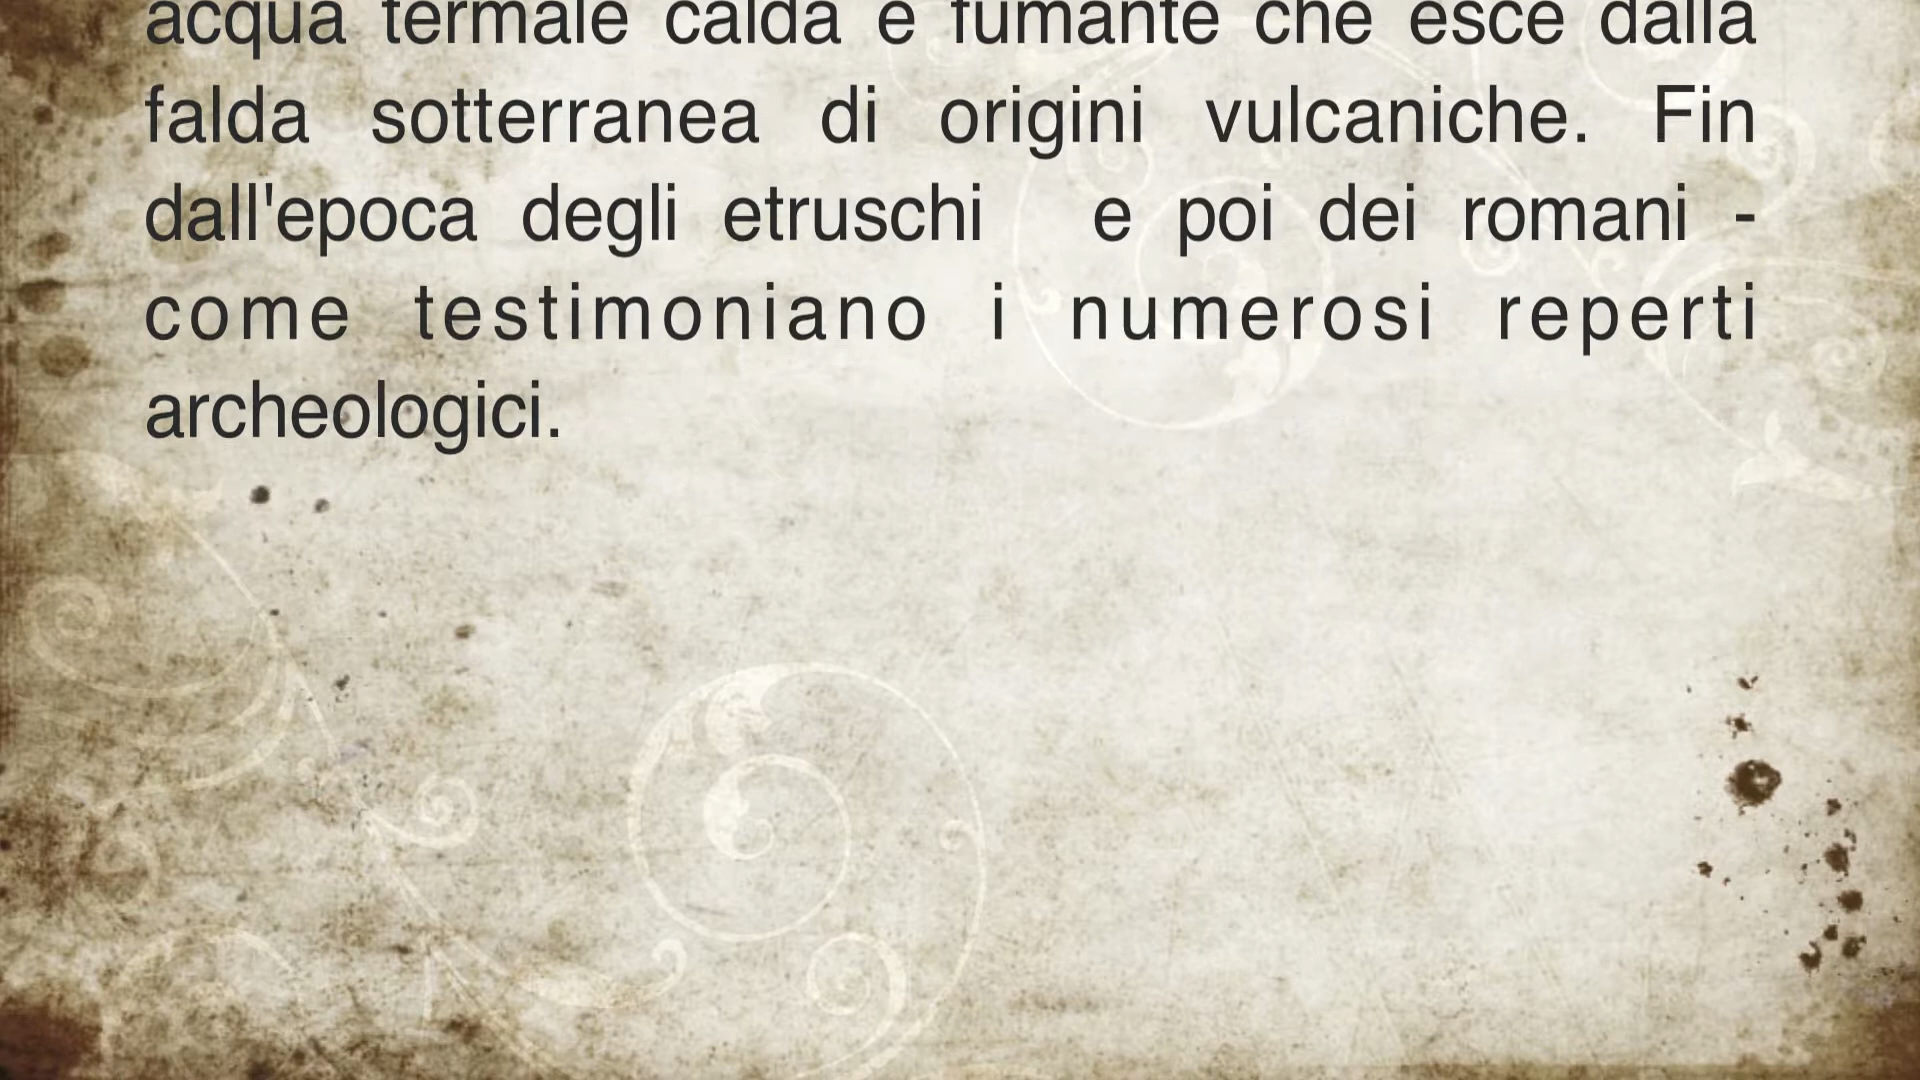 acqua termale calda e fumante che esce dalla
falda sotterranea di origini vulcaniche. Fin
dall'epoca degli etruschi e poi dei romani -
come testimoniano i numerosi reperti
archeologici.